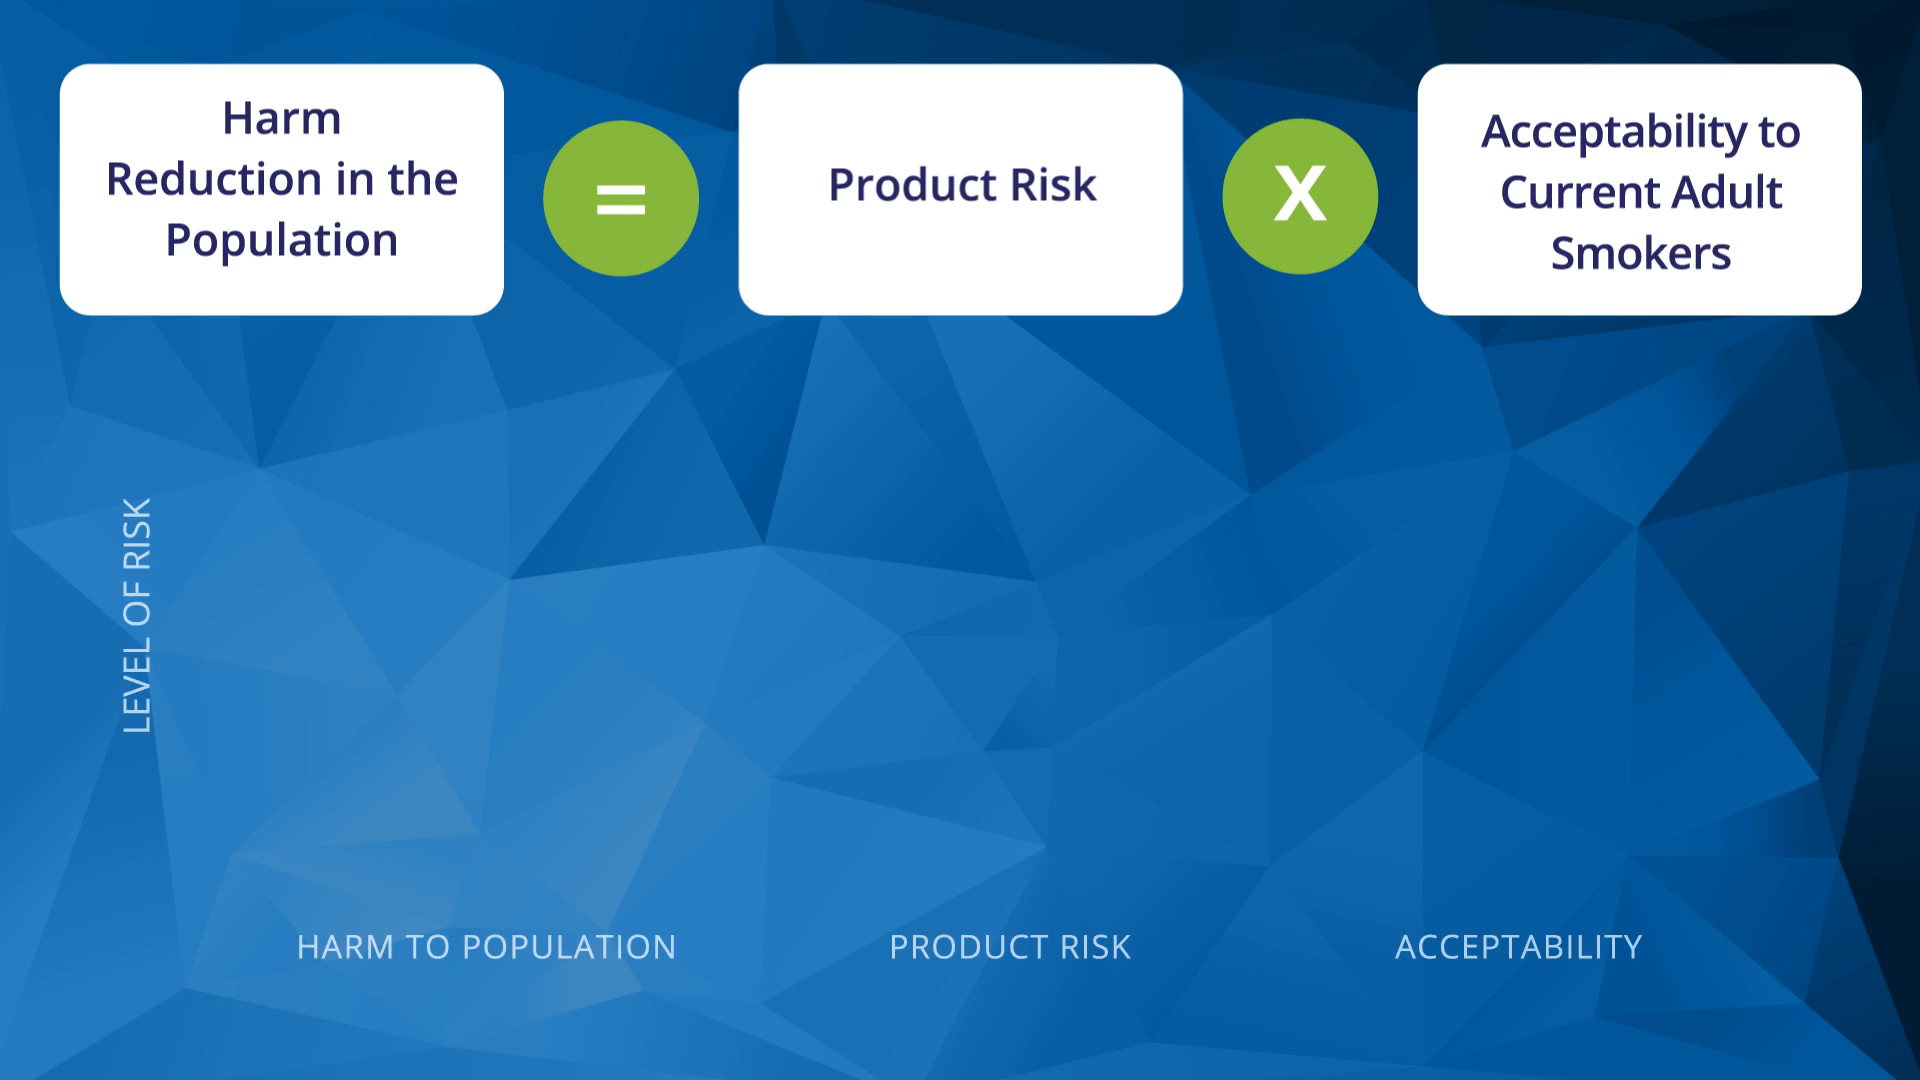 Harm
Reduction in the
Population
=
Product Risk
X
Acceptability to
Current Adult
Smokers
LEVEL OF RISK
HARM TO POPULATION
PRODUCT RISK
ACCEPTABILITY